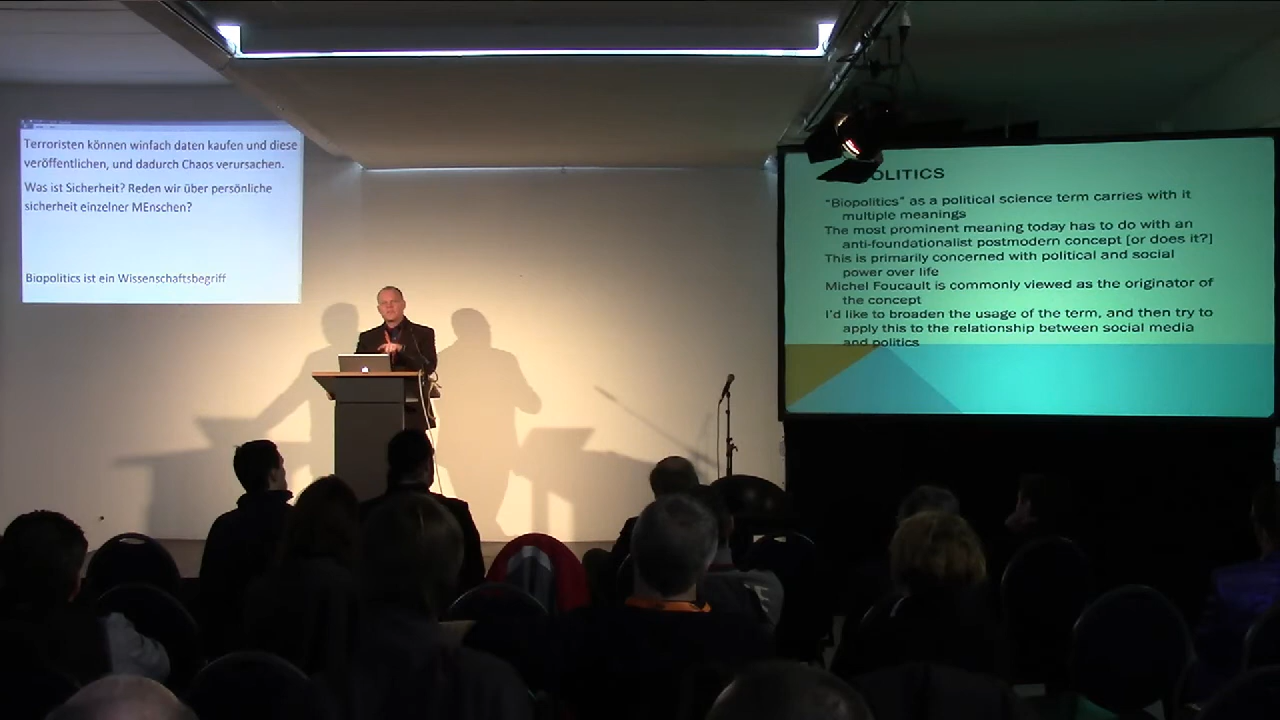 Terroristen können winfach daten kaufen und diese
veröffentlichen, und dadurch Chaos verursachen.
Was ist Sicherheit? Reden wir über persönliche
sicherheit einzelner MEnschen?
Biopolitics ist ein Wissenschaftsbegriff
OLITICS
"Biopolitics" as a political science term carries with it
multiple meanings
The most prominent meaning today has to do with an
anti-foundationalist postmodern concept [or does it?]
This is primarily concerned with political and social
power over life
Michel Foucault is commonly viewed as the originator of
the concept
I'd like to broaden the usage of the term, and then try to
apply this to the relationship between social media
and politics